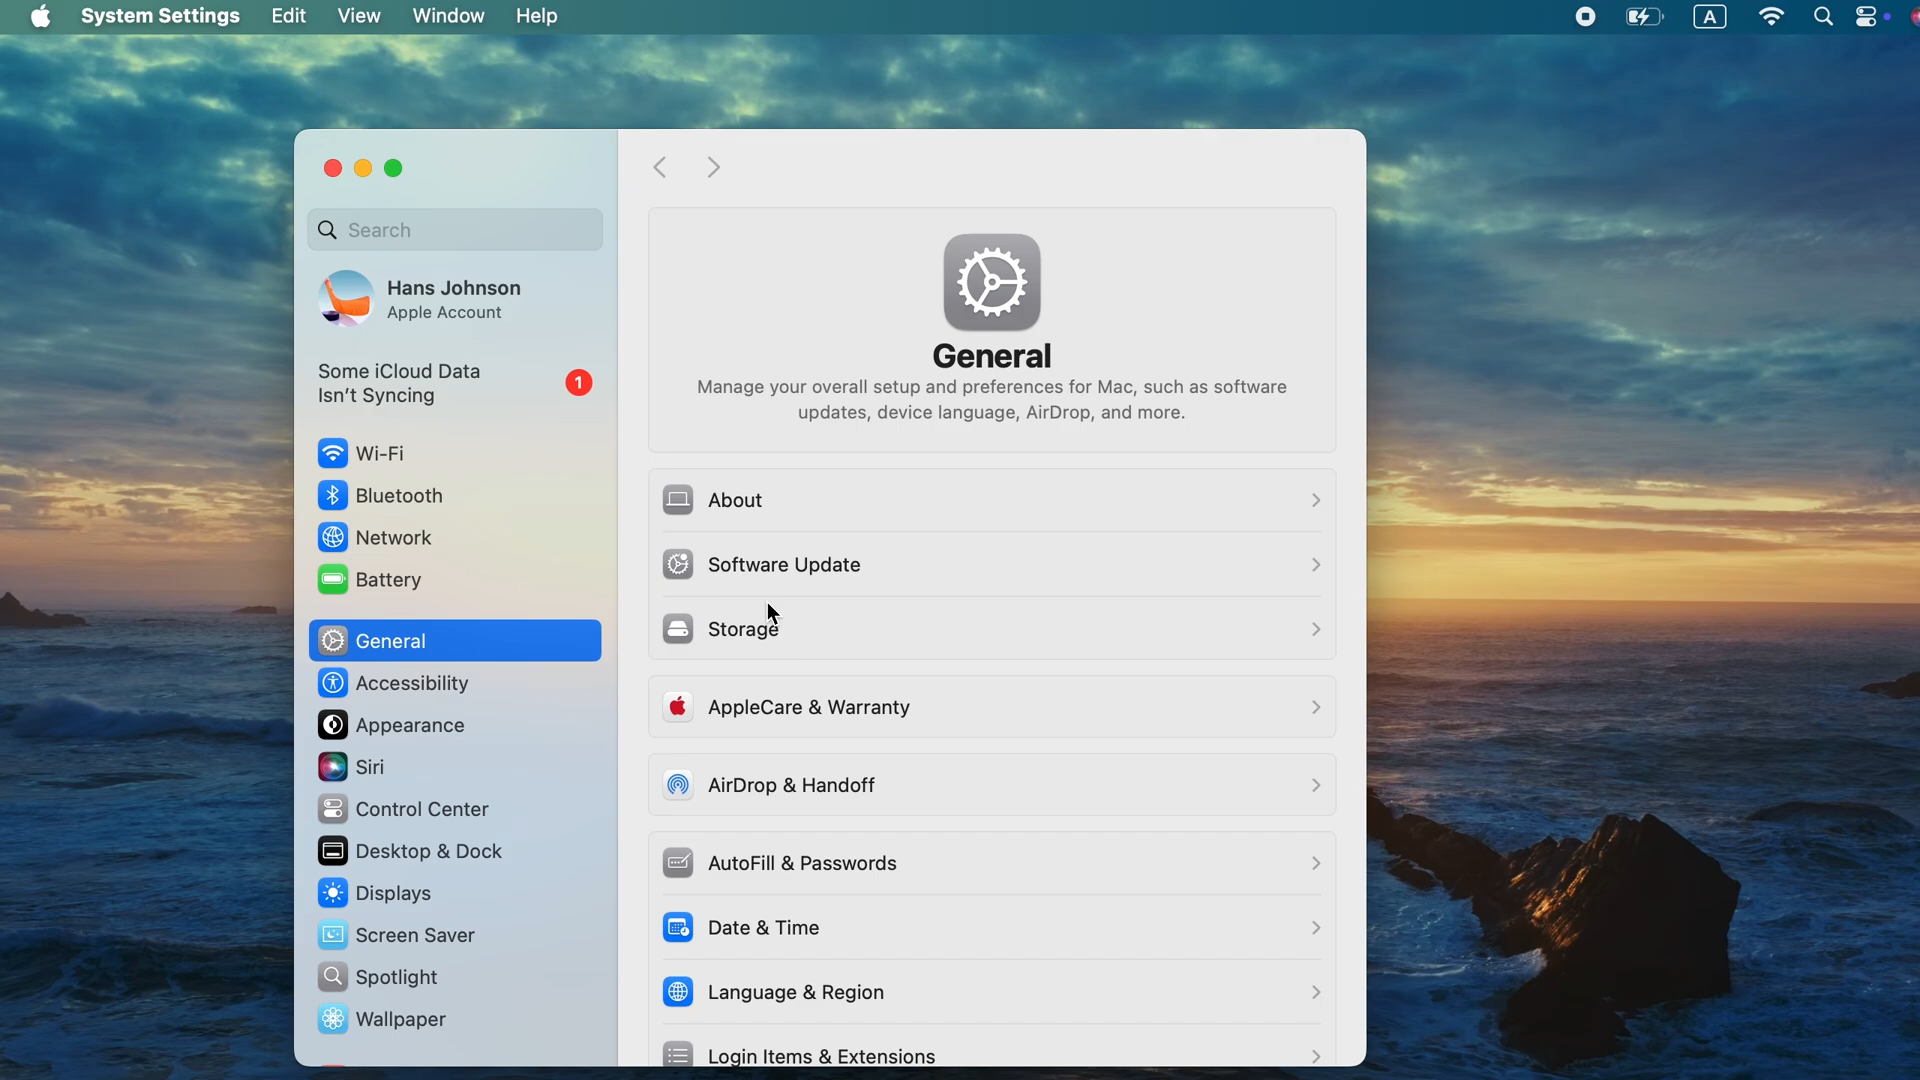 System Settings Edit View Window Help
A
Search
Hans Johnson
Apple Account
Some iCloud Data
Isn't Syncing
1
Wi-Fi
Bluetooth
Network
Battery
General
Accessibility
Appearance
Siri
Control Center
Desktop & Dock
Displays
Screen Saver
Spotlight
Wallpaper
General
Manage your overall setup and preferences for Mac, such as software
updates, device language, AirDrop, and more.
About
Software Update
Storage
AppleCare & Warranty
AirDrop & Handoff
AutoFill & Passwords
Date & Time
Language & Region
Login Items & Extensions